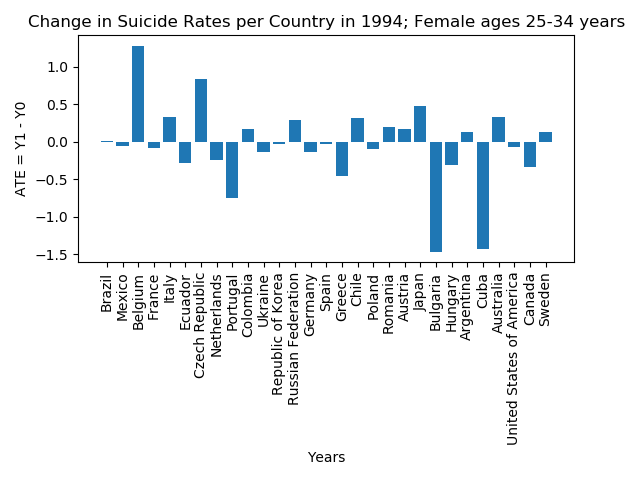 Change in Suicide Rates per Country in 1994; Female ages 25-34 years
ATE = Y1 - Y0
1.0
0.5
0.0
−0.5
−1.0
−1.5
Brazil
Mexico
Belgium
France
Italy
Ecuador
Czech Republic
Netherlands
Portugal
Colombia
Ukraine
Republic of Korea
Russian Federation
Germany
Spain
Greece
Chile
Poland
Romania
Austria
Japan
Bulgaria
Hungary
Argentina
Cuba
Australia
United States of America
Canada
Sweden
Years